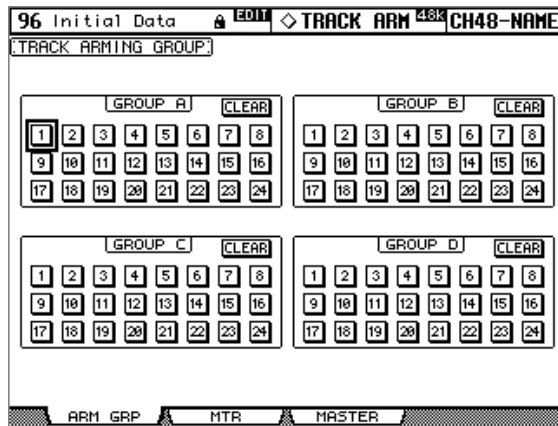 96 Initial Data EDIT TRACK ARM 48K CH48-NAME
TRACK ARMING GROUP
GROUP A CLEAR
1 2 3 4 5 6 7 8
9 10 11 12 13 14 15 16
17 18 19 20 21 22 23 24
GROUP B CLEAR
1 2 3 4 5 6 7 8
9 10 11 12 13 14 15 16
17 18 19 20 21 22 23 24
GROUP C CLEAR
1 2 3 4 5 6 7 8
9 10 11 12 13 14 15 16
17 18 19 20 21 22 23 24
GROUP D CLEAR
1 2 3 4 5 6 7 8
9 10 11 12 13 14 15 16
17 18 19 20 21 22 23 24
ARM GRP MTR MASTER